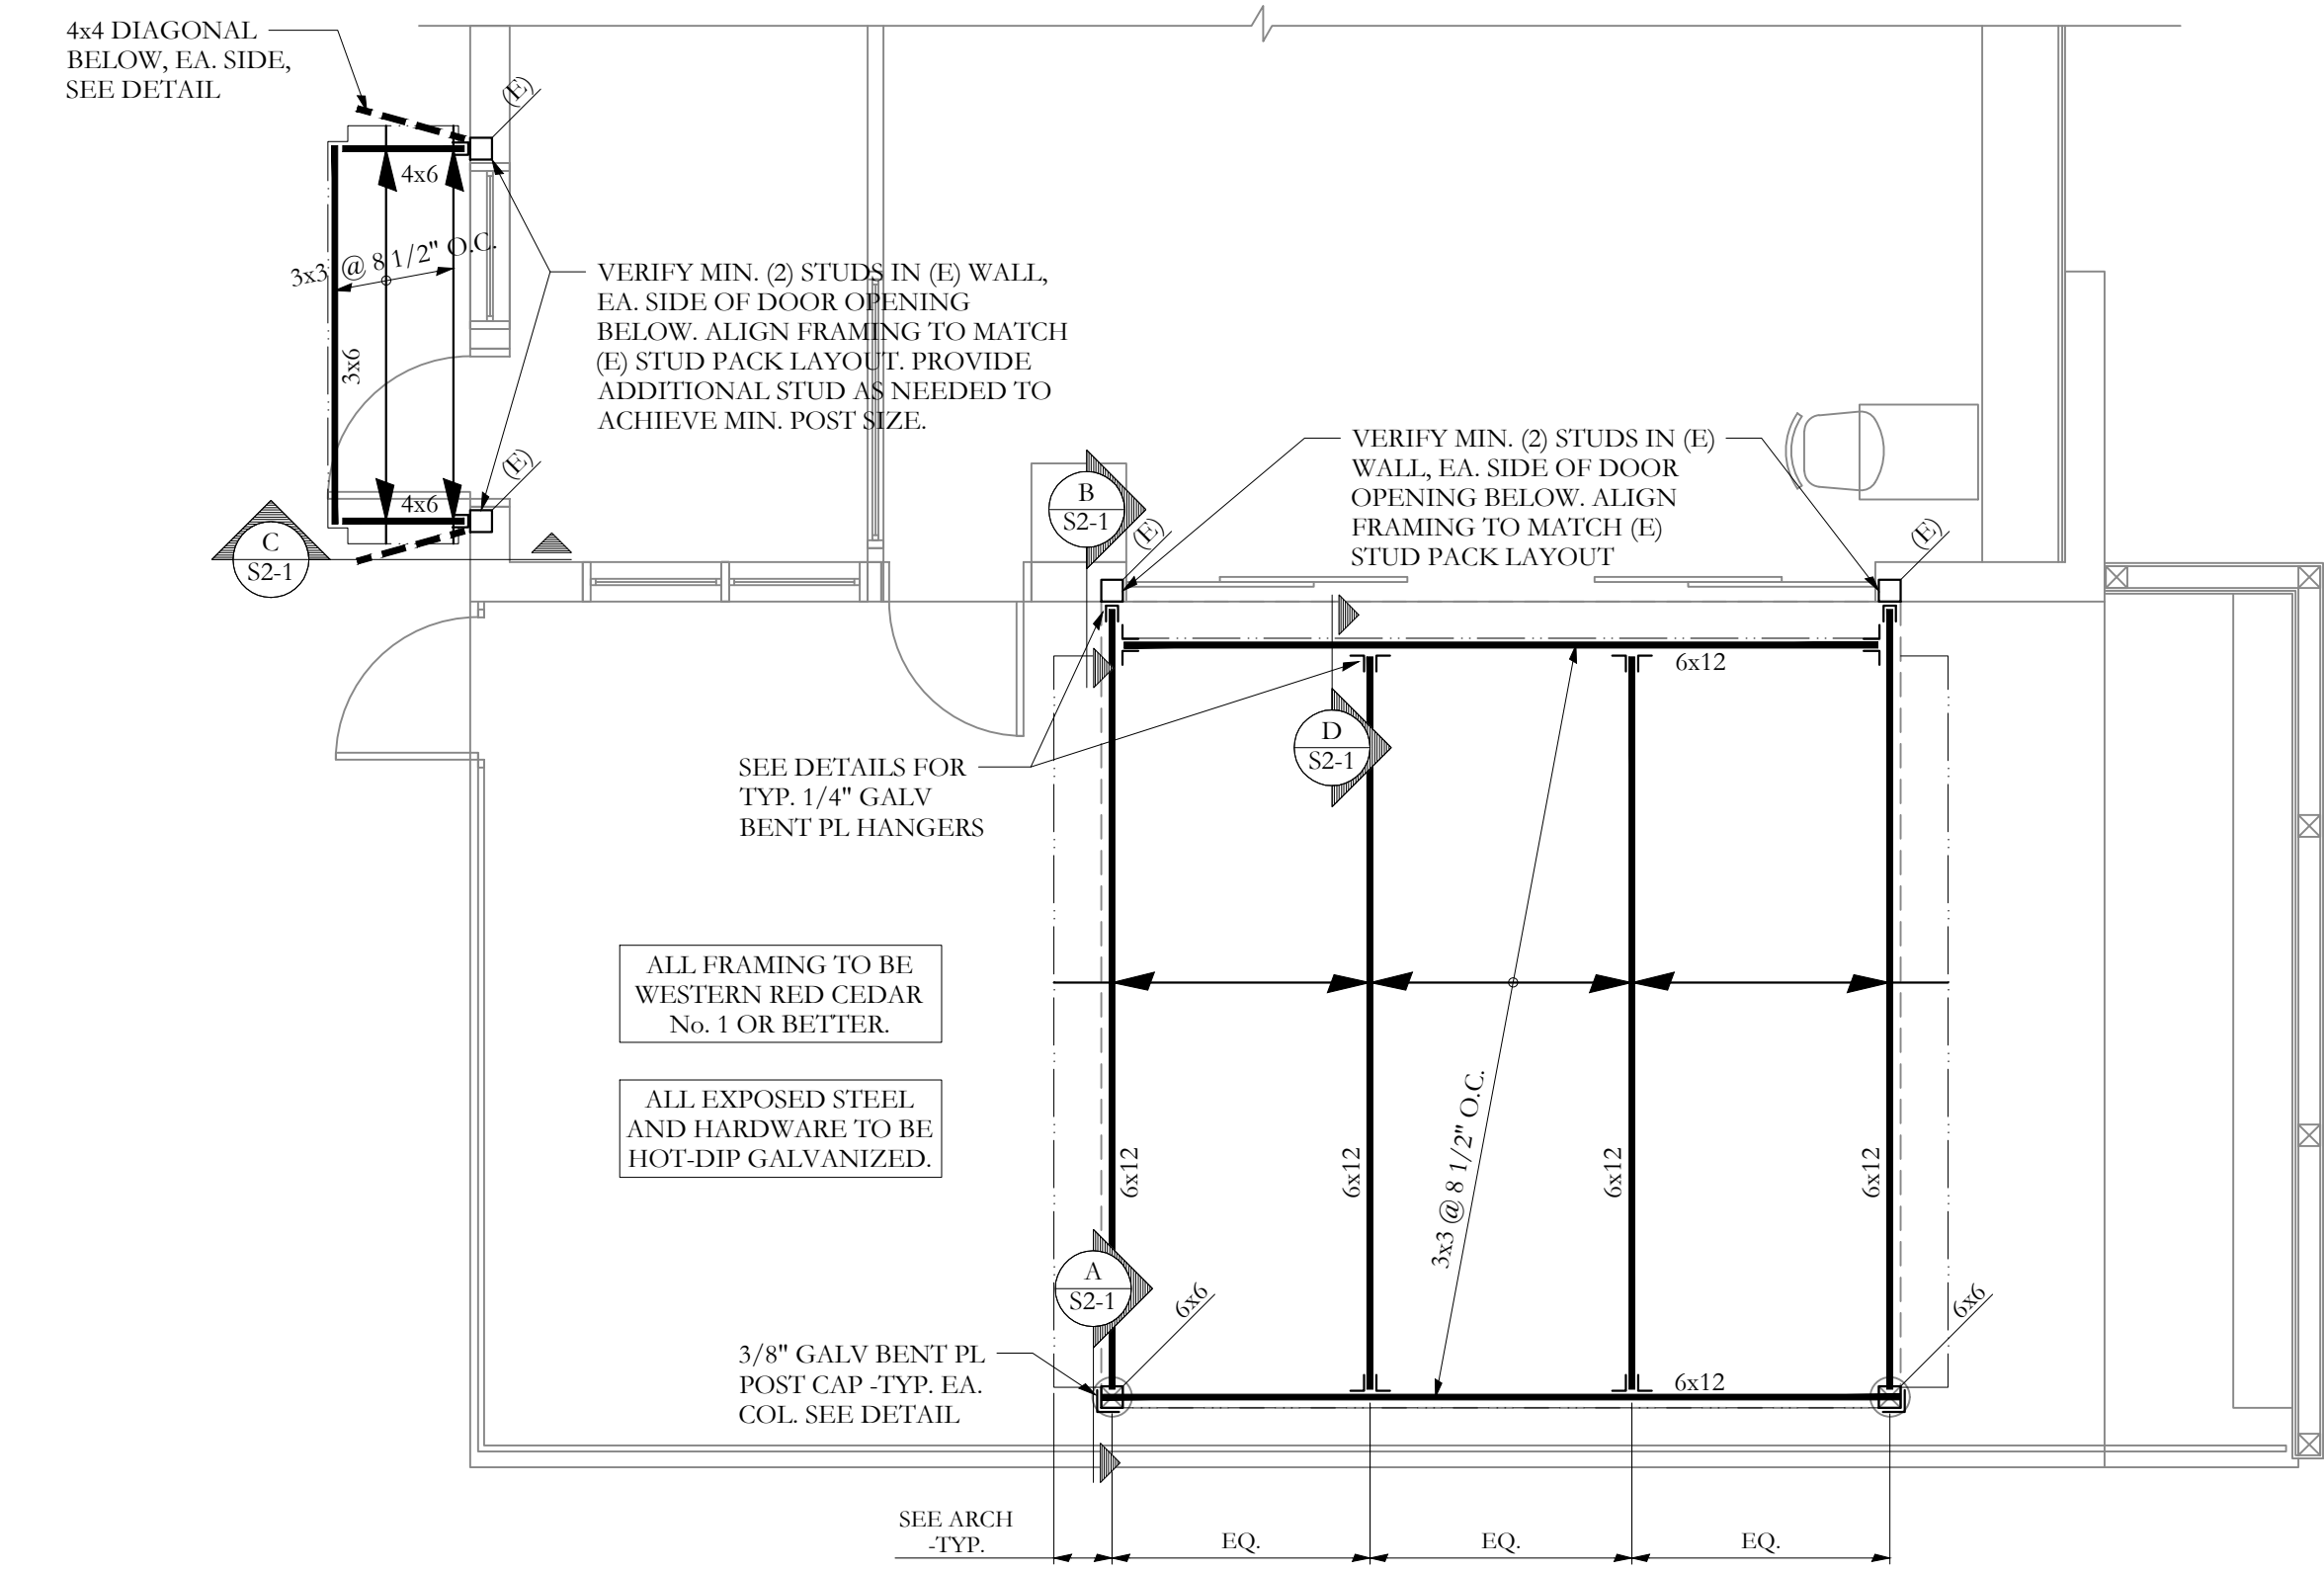 4x4 DIAGONAL
BELOW, EA. SIDE,
SEE DETAIL
(E)
4x6
3x3 @ 8 1/2" O.C.
3x6
4x6
(E)
C
S2-1
VERIFY MIN. (2) STUDS IN (E) WALL,
EA. SIDE OF DOOR OPENING
BELOW. ALIGN FRAMING TO MATCH
(E) STUD PACK LAYOUT. PROVIDE
ADDITIONAL STUD AS NEEDED TO
ACHIEVE MIN. POST SIZE.
B
S2-1
(E)
VERIFY MIN. (2) STUDS IN (E)
WALL, EA. SIDE OF DOOR
OPENING BELOW. ALIGN
FRAMING TO MATCH (E)
STUD PACK LAYOUT
(E)
6x12
D
S2-1
SEE DETAILS FOR
TYP. 1/4" GALV
BENT PL HANGERS
ALL FRAMING TO BE
WESTERN RED CEDAR
No. 1 OR BETTER.
ALL EXPOSED STEEL
AND HARDWARE TO BE
HOT-DIP GALVANIZED.
6x12
6x12
3x3 @ 8 1/2" O.C.
6x12
6x12
A
S2-1
6x6
6x6
3/8" GALV BENT PL
POST CAP -TYP. EA.
COL. SEE DETAIL
6x12
SEE ARCH
-TYP.
EQ.
EQ.
EQ.